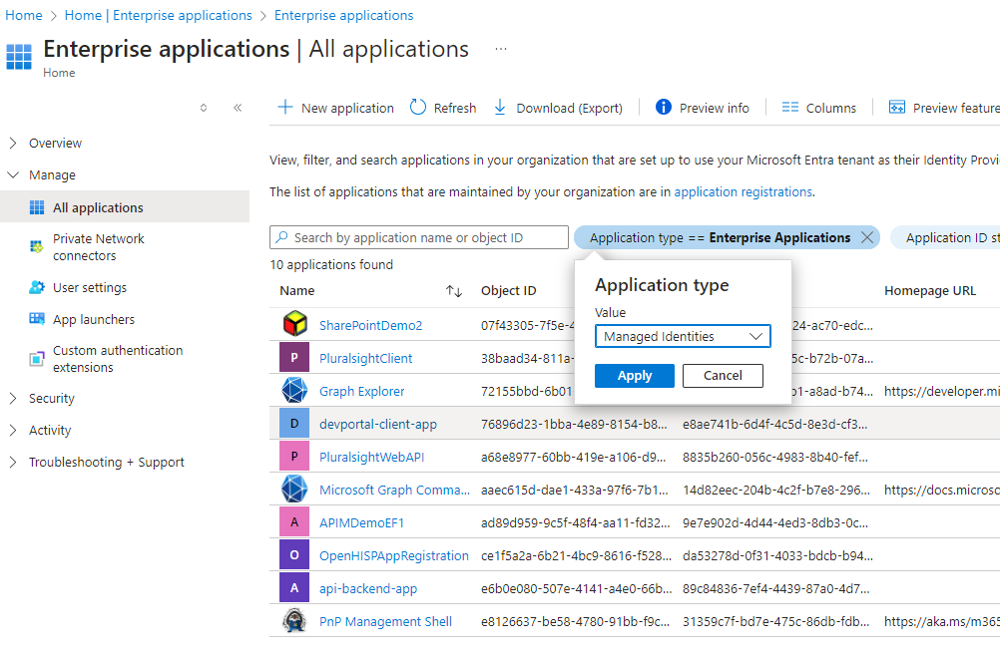 Home > Home | Enterprise applications > Enterprise applications
Enterprise applications | All applications ...
Home
New application Refresh Download (Export) Preview info Columns Preview feature
Overview
Manage
All applications
Private Network
connectors
User settings
App launchers
Custom authentication
extensions
Security
Activity
Troubleshooting + Support
View, filter, and search applications in your organization that are set up to use your Microsoft Entra tenant as their Identity Provi
The list of applications that are maintained by your organization are in application registrations.
Search by application name or object ID Application type == Enterprise Applications Application ID st
10 applications found
Application type
Value
Managed Identities
Apply Cancel
Name Object ID Homepage URL
SharePointDemo2 07f43305-7f5e-4 24-ac70-edc...
P PluralsightClient 38baad34-811a- 5c-b72b-07a...
Graph Explorer 72155bbd-6b01 b1-a8ad-b74... https://developer.mi
D devportal-client-app 76896d23-1bba-4e89-8154-b8... e8ae741b-6d4f-4c5d-8e3d-cf3...
P PluralsightWebAPI a68e8977-60bb-419e-a106-d9... 8835b260-056c-4983-8b40-fef...
Microsoft Graph Comma... aaec615d-dae1-433a-97f6-7b1... 14d82eec-204b-4c2f-b7e8-296... https://docs.microso
A APIMDemoEF1 ad89d959-9c5f-48f4-aa11-fd32... 9e7e902d-4d44-4ed3-8db3-0c...
O OpenHISPAppRegistration ce1f5a2a-6b21-4bc9-8616-f528... da53278d-0f31-4033-bdcb-b94...
A api-backend-app e6b0e080-507e-4141-a4e0-66b... 89c84836-7ef4-4439-87a0-4d7...
PnP Management Shell e8126637-be58-4780-91bb-f9c... 31359c7f-bd7e-475c-86db-fdb... https://aka.ms/m365